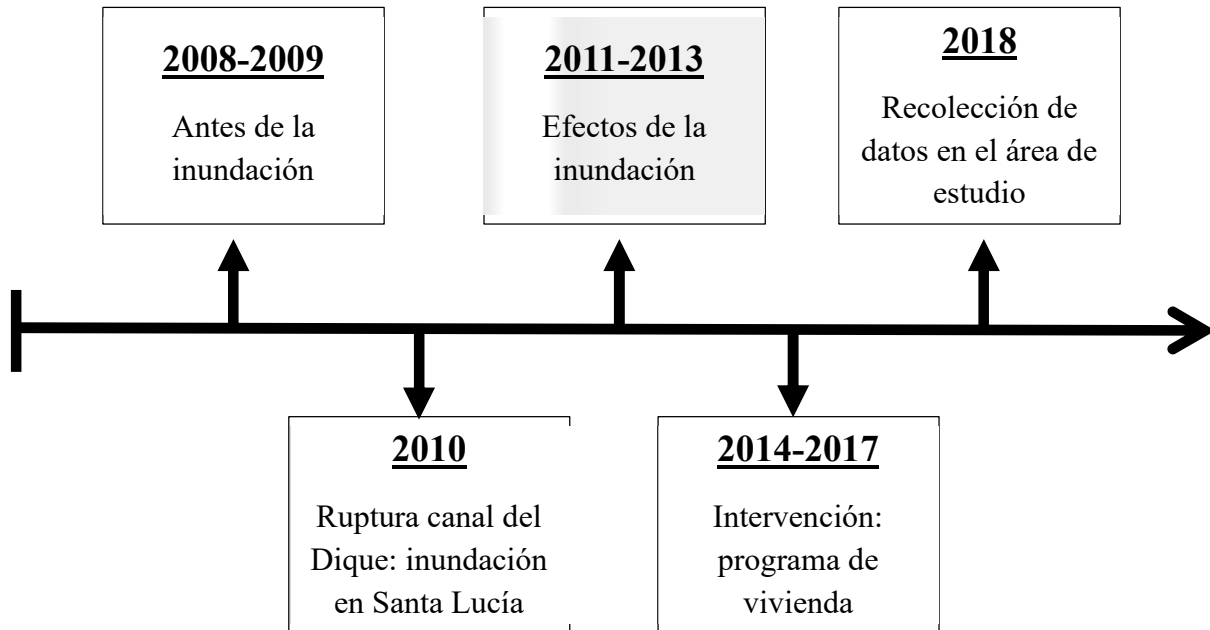 2008-2009
Antes de la
inundación
2011-2013
Efectos de la
inundación
2018
Recolección de
datos en el área de
estudio
2010
Ruptura canal del
Dique: inundación
en Santa Lucía
2014-2017
Intervención:
programa de
vivienda